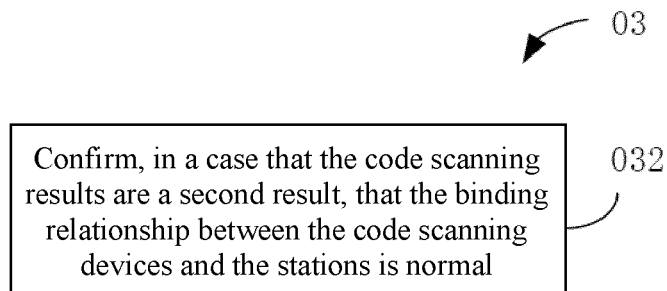 03
Confirm, in a case that the code scanning
results are a second result, that the binding
relationship between the code scanning
devices and the stations is normal
032